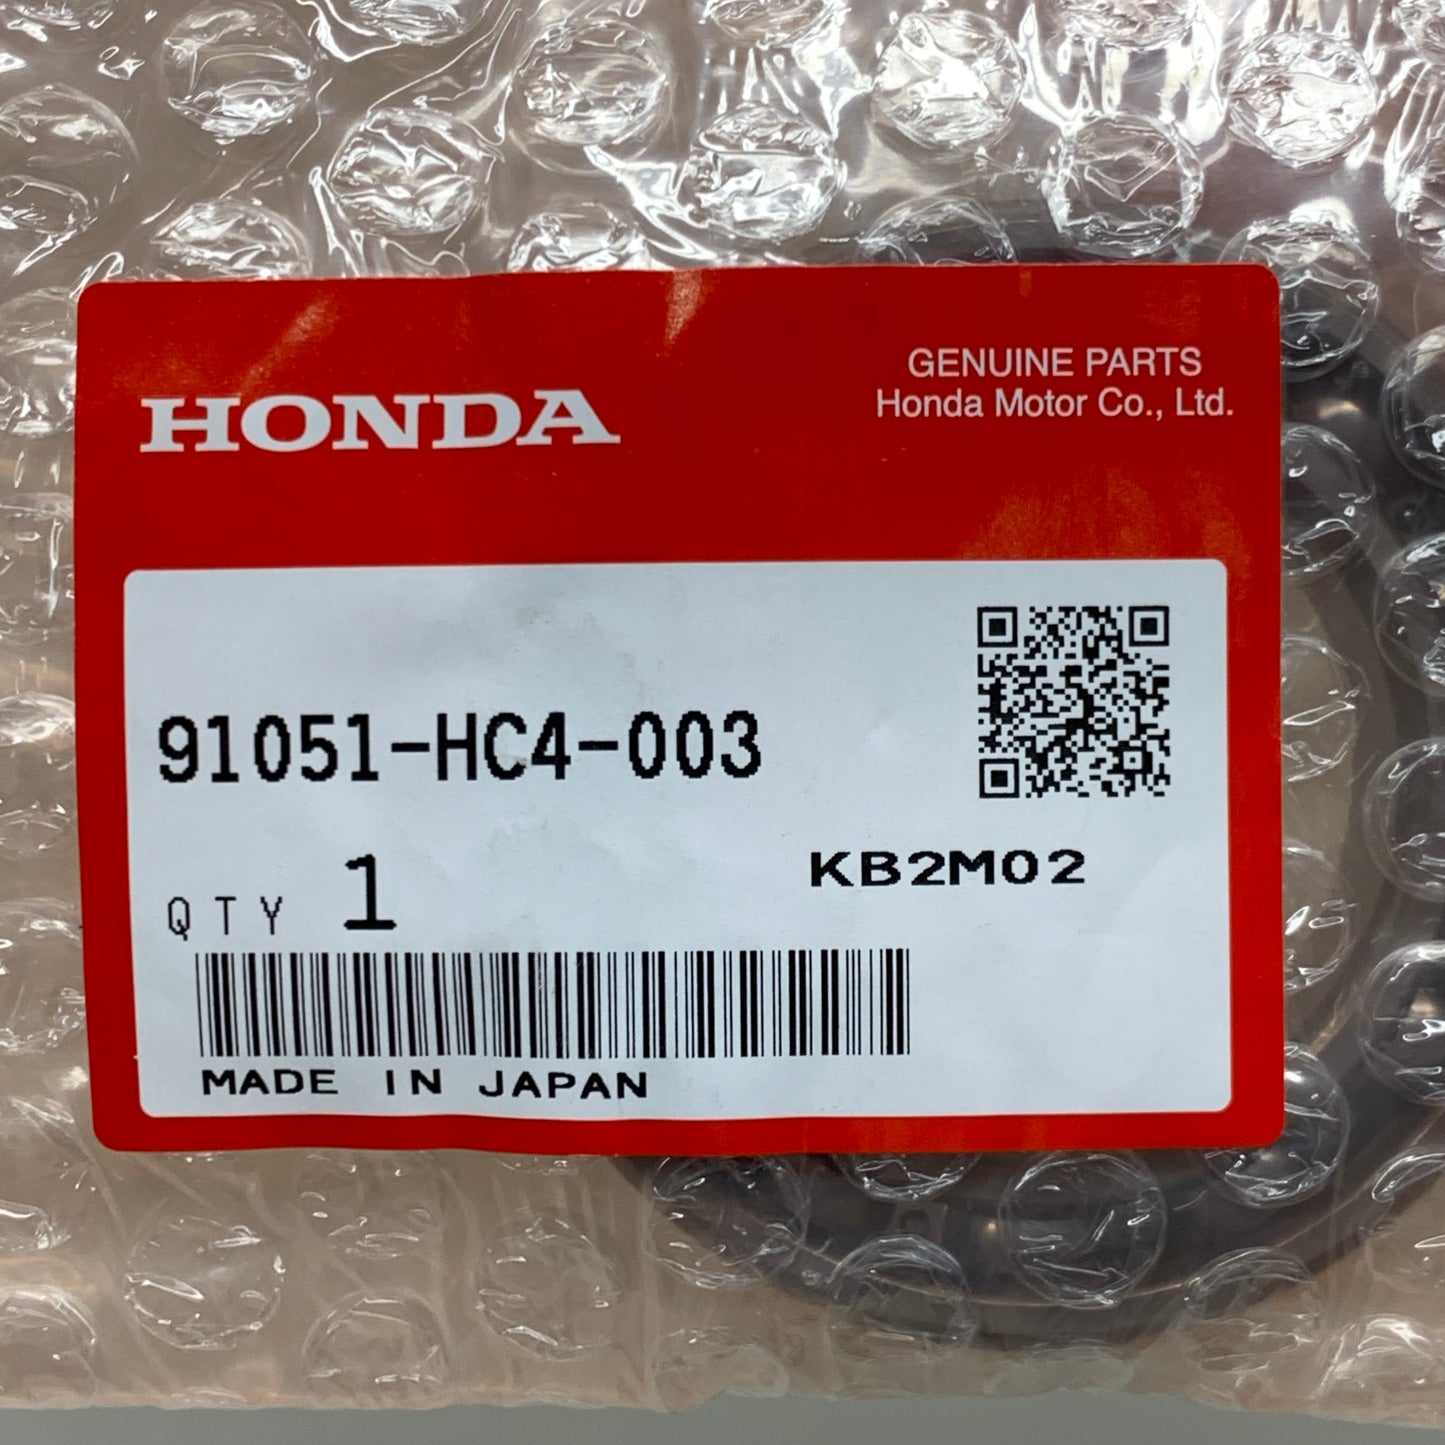 HONDA
GENUINE PARTS
Honda Motor Co., Ltd.
91051-HC4-003
KB2M02
QTY 1
MADE IN JAPAN